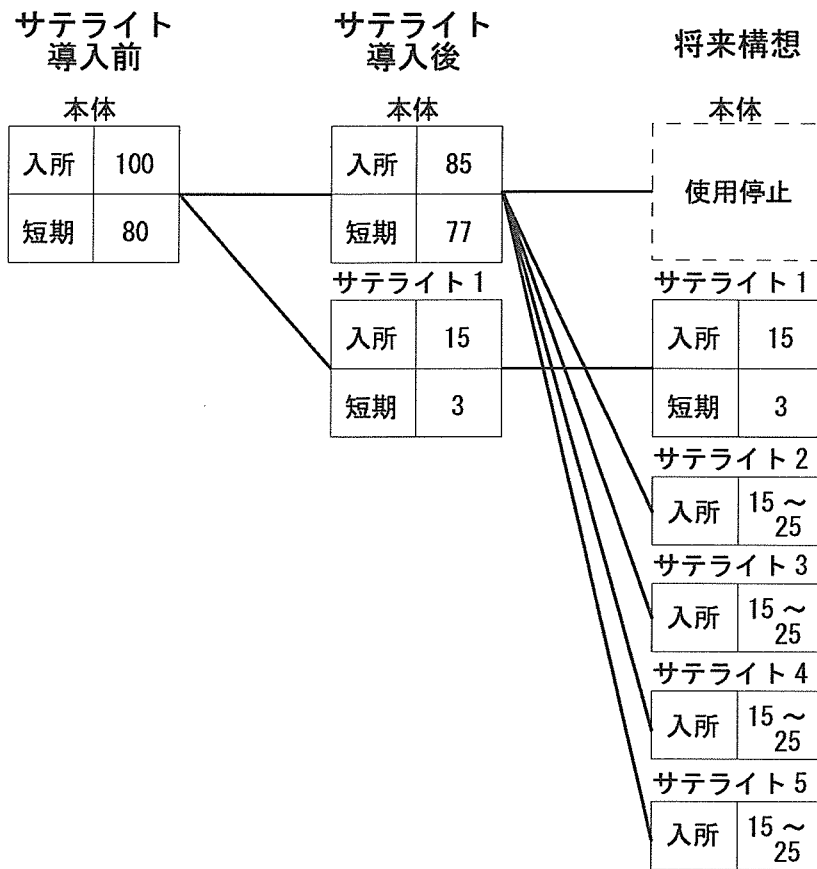 サテライト
導入前
本体
入所 100
短期 80
サテライト
導入後
本体
入所 85
短期 77
サテライト1
入所 15
短期 3
将来構想
本体
使用停止
サテライト1
入所 15
短期 3
サテライト2
入所 15～
25
サテライト3
入所 15～
25
サテライト4
入所 15～
25
サテライト5
入所 15～
25